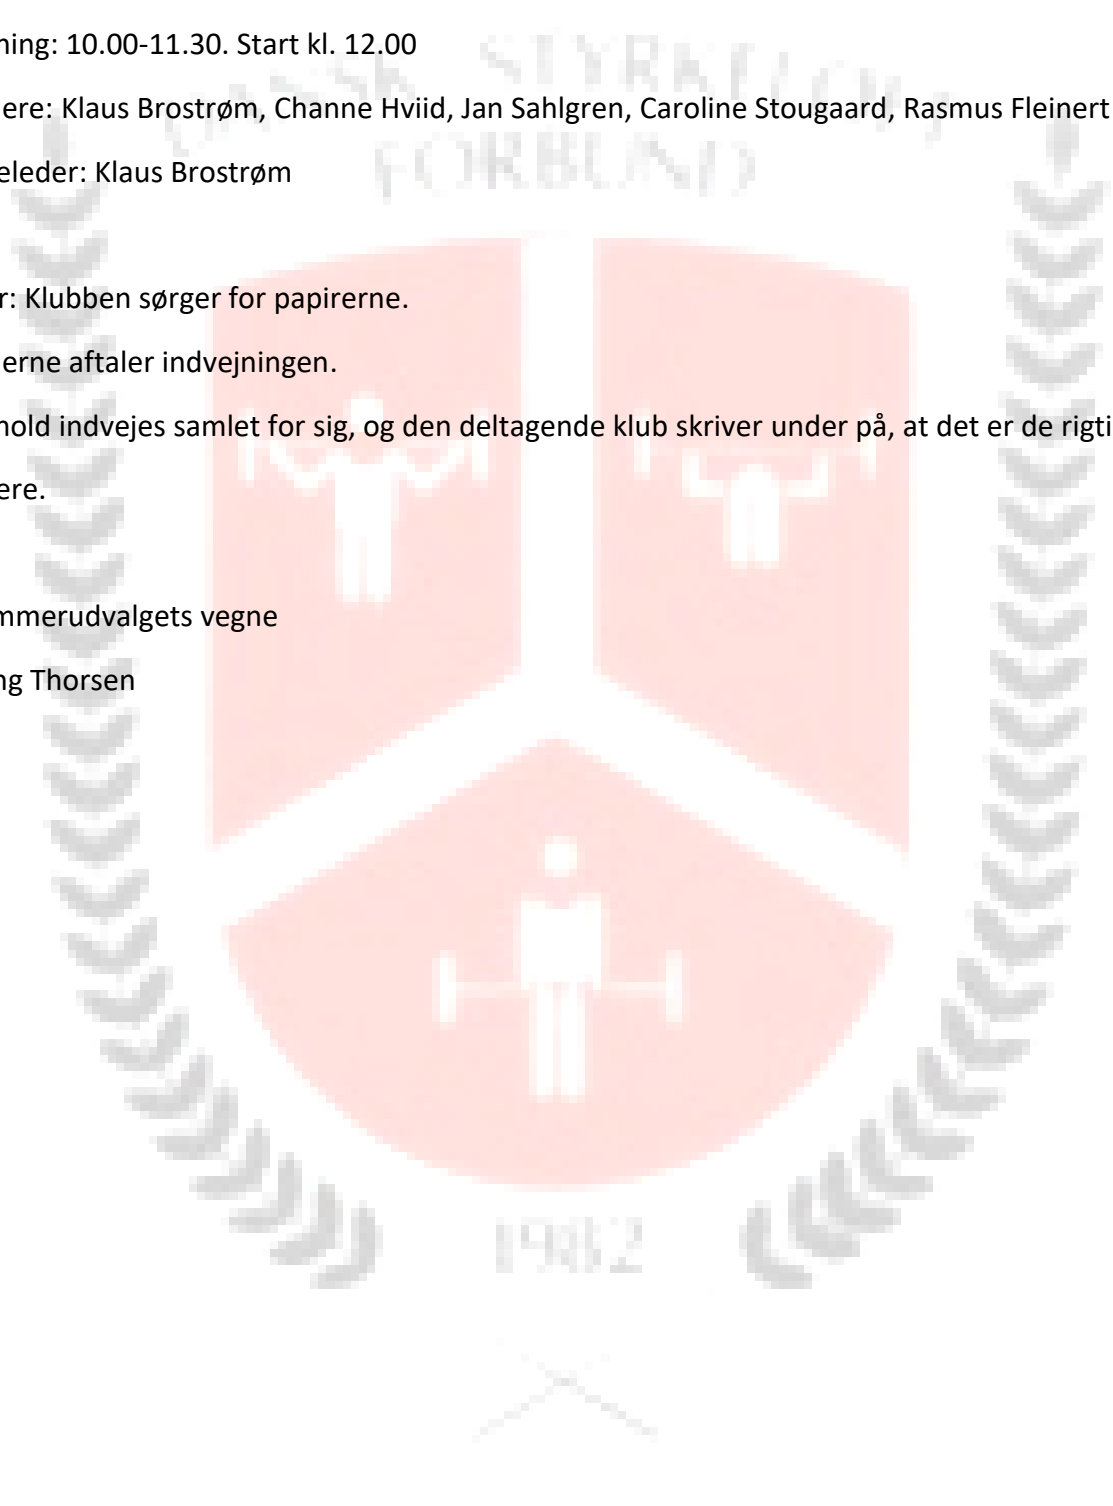 ning: 10.00-11.30. Start kl. 12.00
DANSK STYRKELØFT
ere: Klaus Brostrøm, Channe Hviid, Jan Sahlgren, Caroline Stougaard, Rasmus Fleinert
FORBUND
eleder: Klaus Brostrøm
r: Klubben sørger for papirerne.
erne aftaler indvejningen.
hold indvejes samlet for sig, og den deltagende klub skriver under på, at det er de rigti
ere.
mmerudvalgets vegne
ng Thorsen
1982